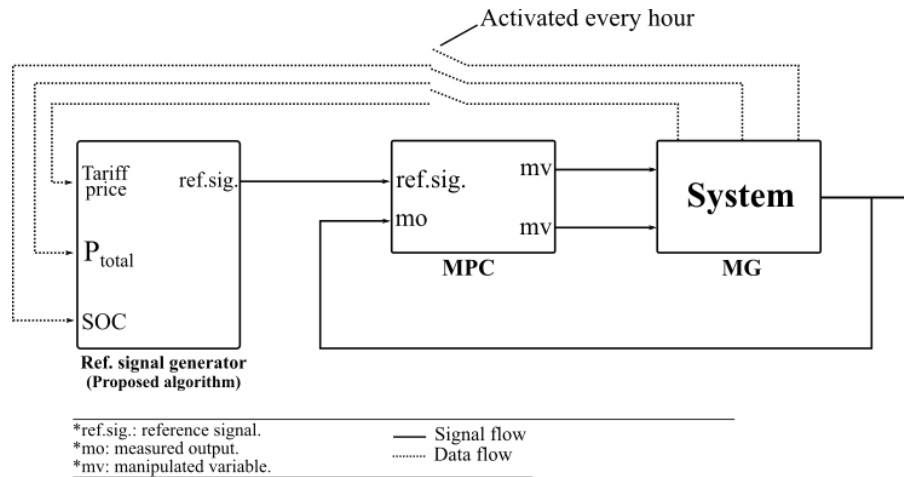 Activated every hour
Tariff
price
ref.sig.
P_total
SOC
Ref. signal generator
(Proposed algorithm)
ref.sig.
mo
mv
mv
MPC
System
MG
*ref.sig.: reference signal.
*mo: measured output.
*mv: manipulated variable.
Signal flow
Data flow